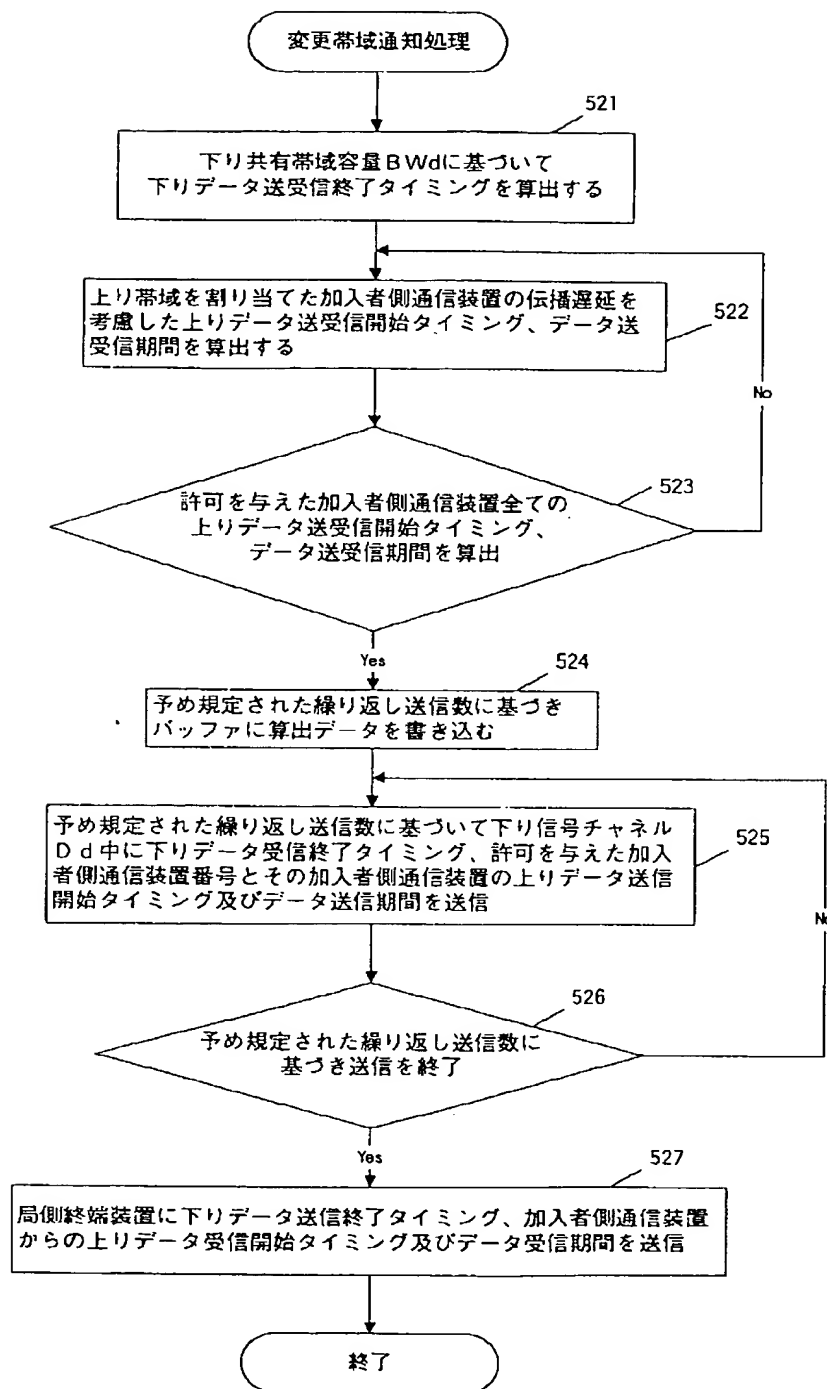 変更帯域通知処理
521
下り共有帯域容量BWdに基づいて
下りデータ送受信終了タイミングを算出する
上り帯域を割り当てた加入者側通信装置の伝播遅延を
考慮した上りデータ送受信開始タイミング、データ送
受信期間を算出する
522
No
523
許可を与えた加入者側通信装置全ての
上りデータ送受信開始タイミング、
データ送受信期間を算出
Yes
524
予め規定された繰り返し送信数に基づき
バッファに算出データを書き込む
予め規定された繰り返し送信数に基づいて下り信号チャネル
Dd中に下りデータ受信終了タイミング、許可を与えた加入
者側通信装置番号とその加入者側通信装置の上りデータ送信
開始タイミング及びデータ送信期間を送信
525
No
526
予め規定された繰り返し送信数に
基づき送信を終了
Yes
527
局側終端装置に下りデータ送信終了タイミング、加入者側通信装置
からの上りデータ受信開始タイミング及びデータ受信期間を送信
終了